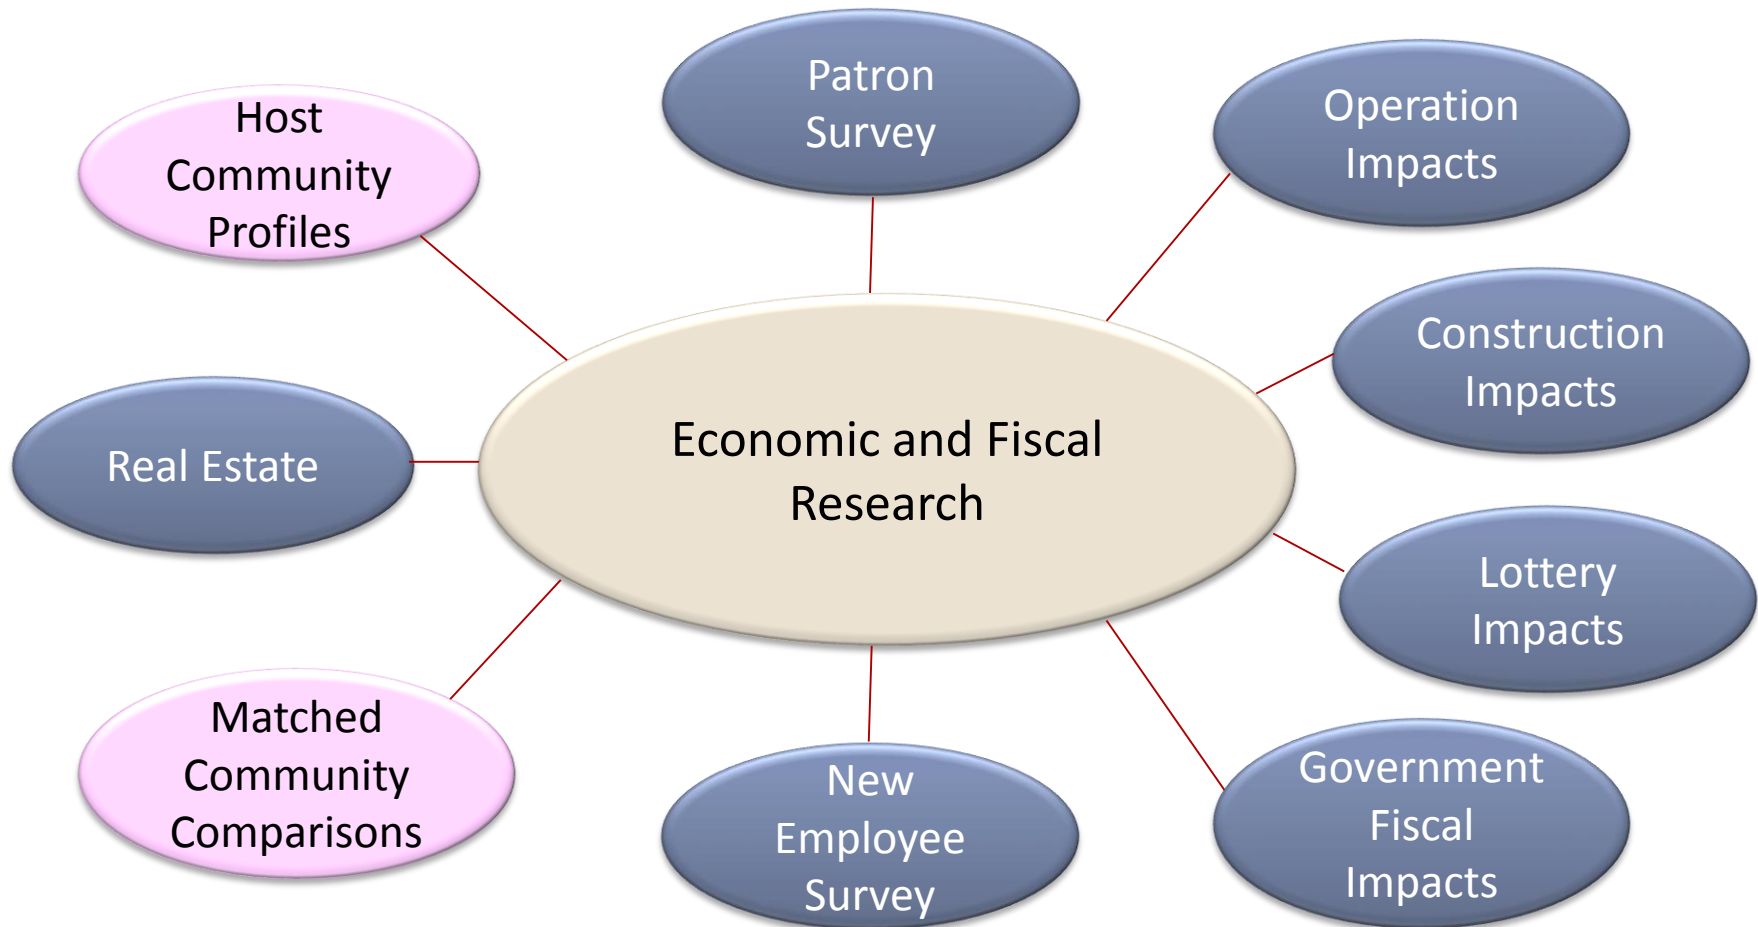 Patron
Survey
Operation
Impacts
Host
Community
Profiles
Construction
Impacts
Real Estate
Economic and Fiscal
Research
Lottery
Impacts
Matched
Community
Comparisons
New
Employee
Survey
Government
Fiscal
Impacts